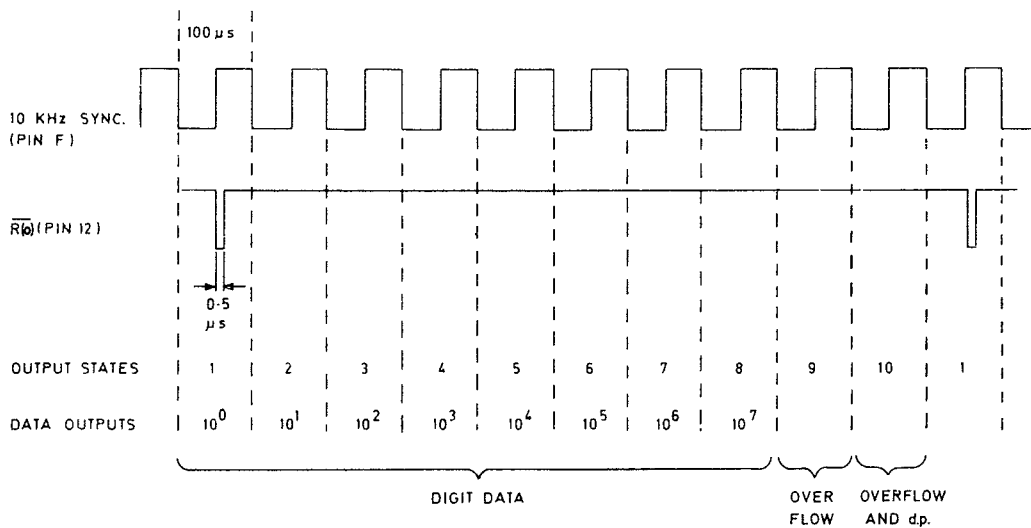 100 μs
10 KHz SYNC.
(PIN F)
R(o) (PIN 12)
0·5
μs
OUTPUT STATES 1 2 3 4 5 6 7 8 9 10 1
DATA OUTPUTS 10⁰ 10¹ 10² 10³ 10⁴ 10⁵ 10⁶ 10⁷
DIGIT DATA
OVER
FLOW
OVERFLOW
AND d.p.